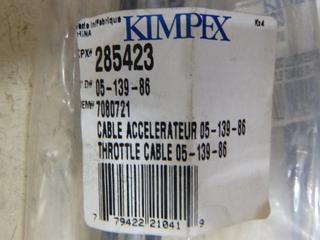 KIMPEX
285423
05-139-86
7080721
CABLE ACCELERATEUR 05-139-86
THROTTLE CABLE 05-139-86
7 79422 21041 9